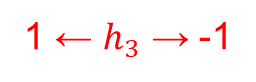 1 ← h₃ → -1